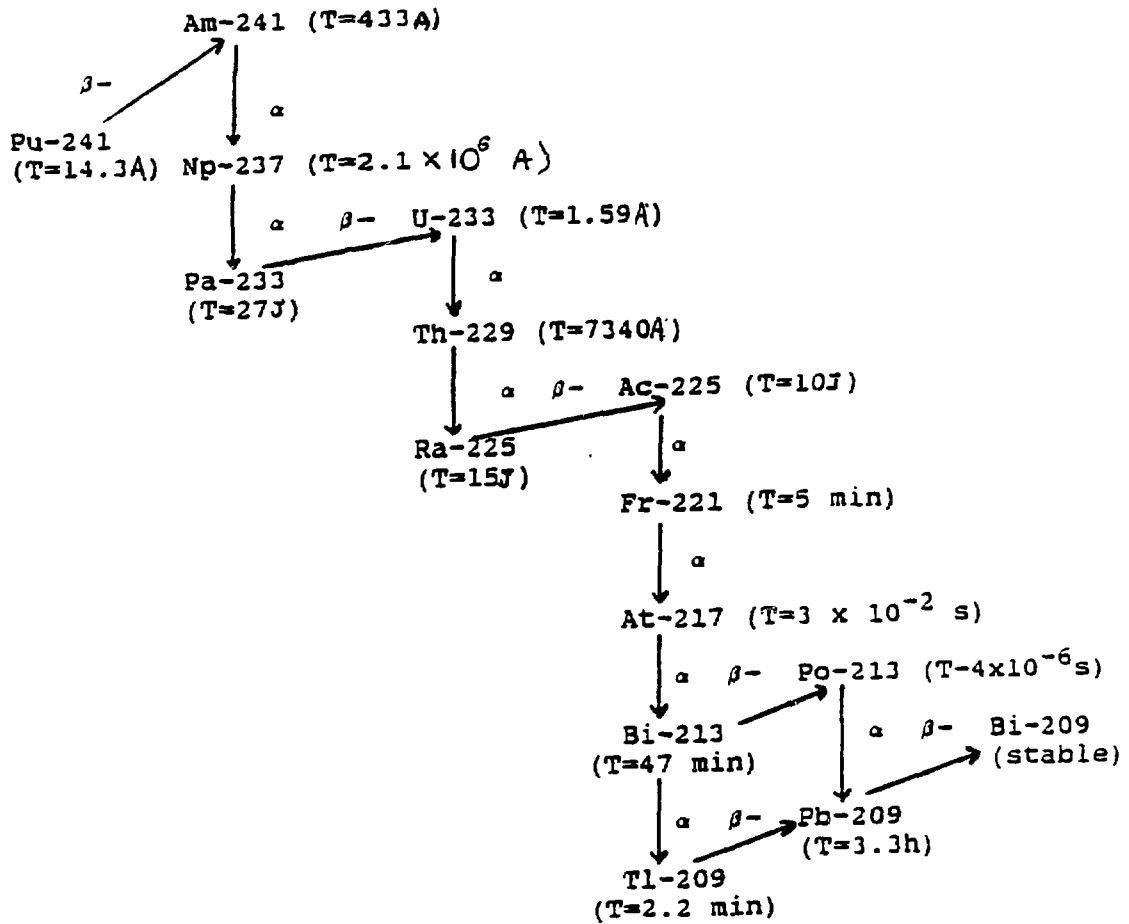 Am-241 (T=433A)
β-
α
Pu-241
(T=14.3A) Np-237 (T=2.1 ×10⁶ A)
α β- U-233 (T=1.59A)
Pa-233
(T=27J)
α
Th-229 (T=7340A)
α β- Ac-225 (T=10J)
Ra-225
(T=15J)
α
Fr-221 (T=5 min)
α
At-217 (T=3 x 10⁻² s)
α β- Po-213 (T-4x10⁻⁶s)
Bi-213
(T=47 min)
α β- Bi-209
(stable)
α β- Pb-209
(T=3.3h)
Tl-209
(T=2.2 min)